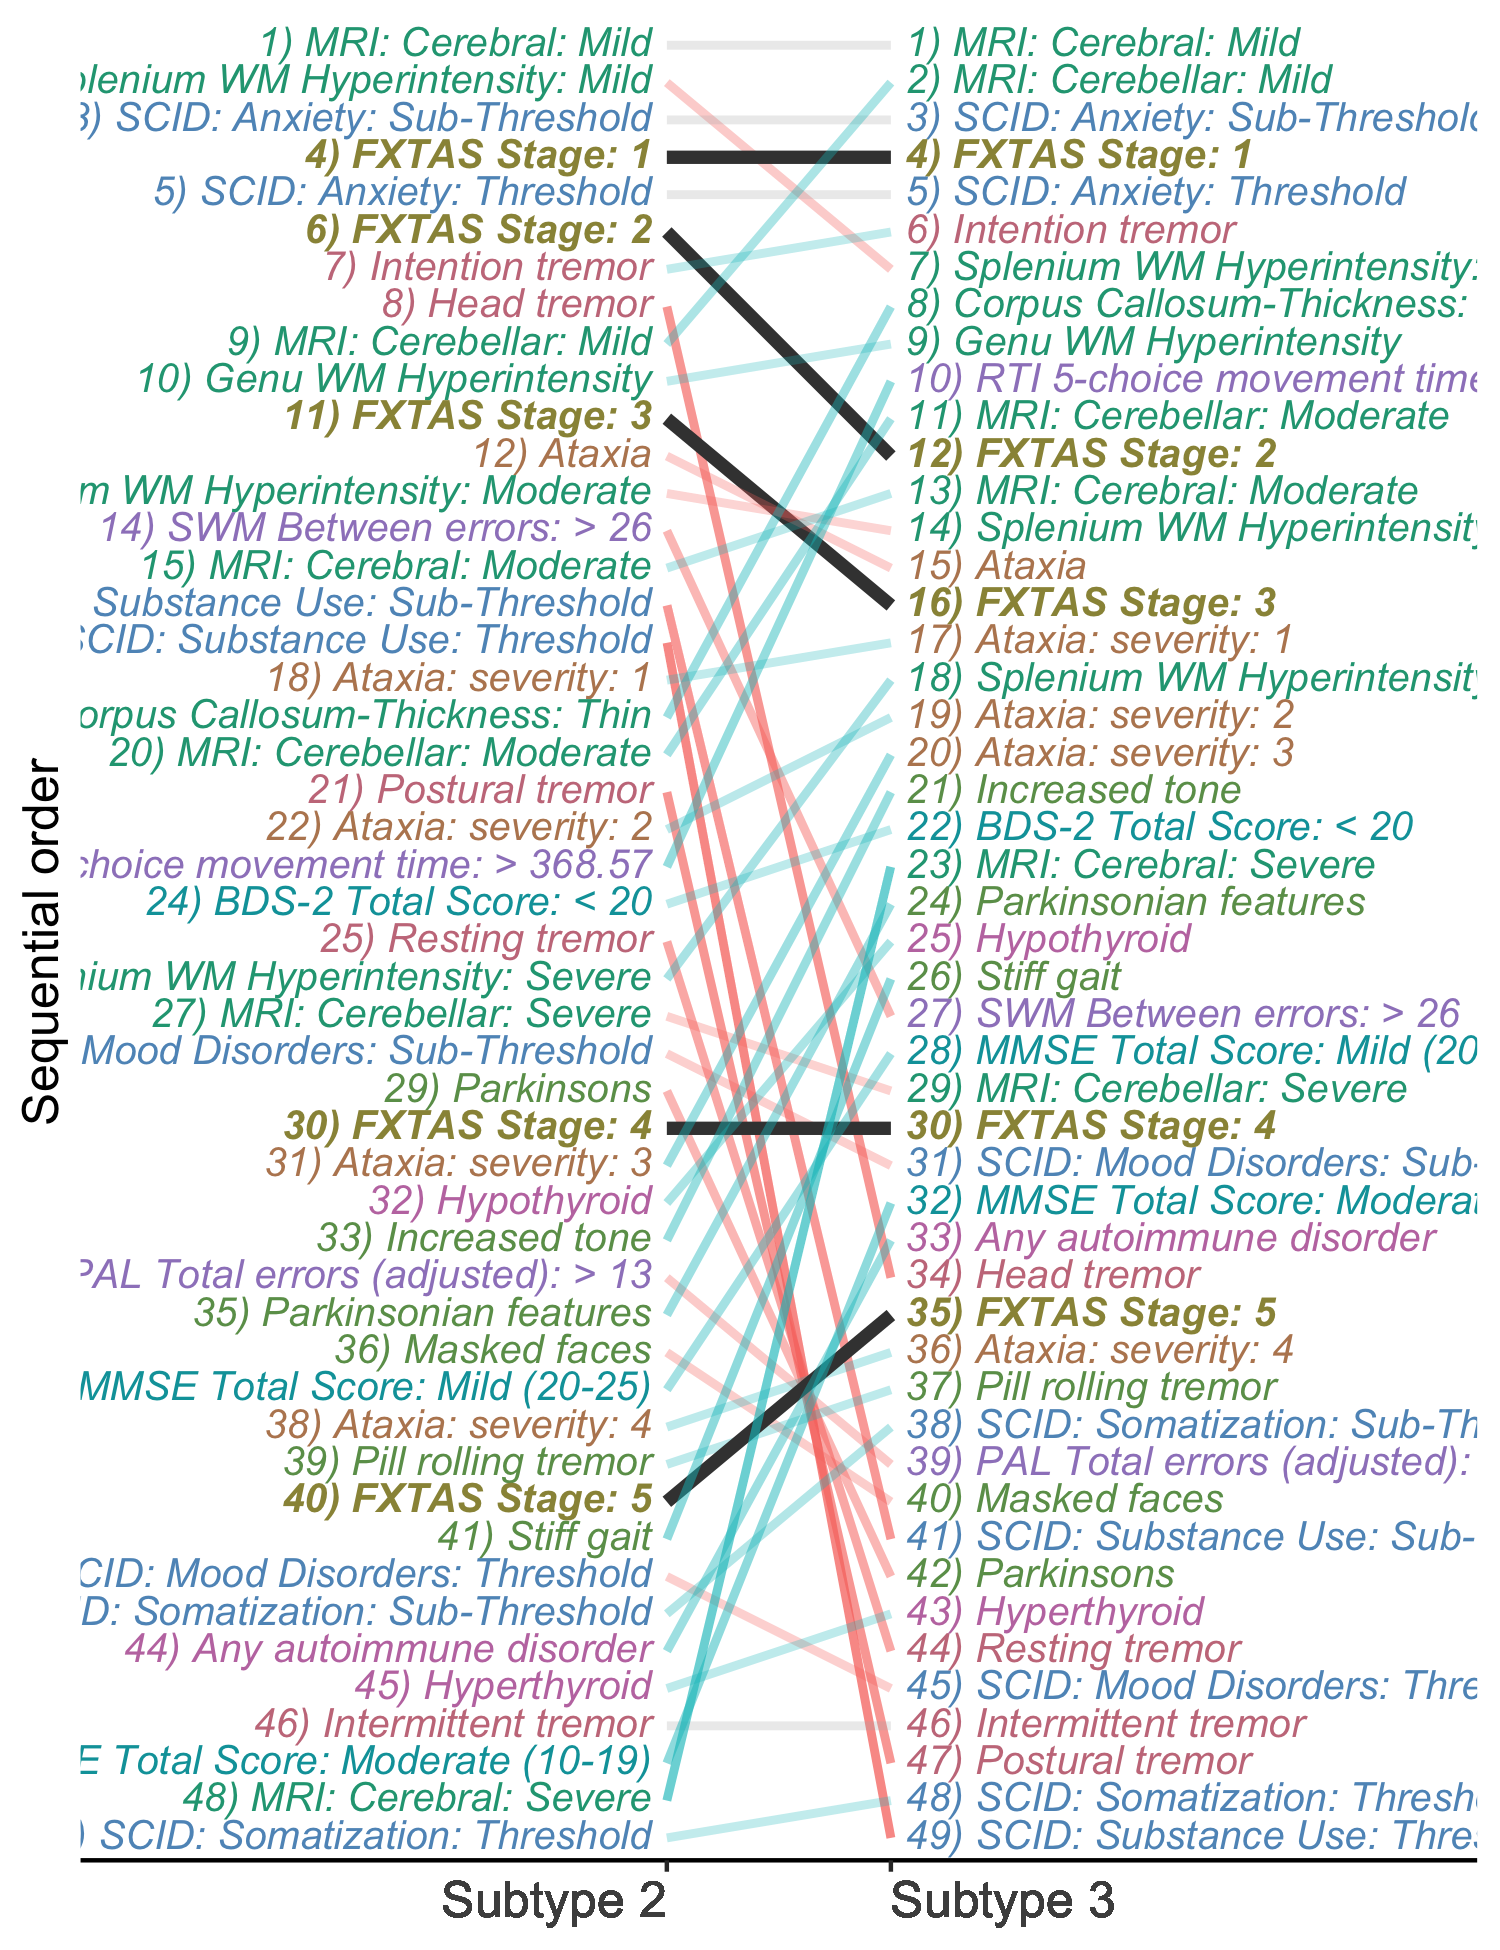 1) MRI: Cerebral: Mild 1) MRI: Cerebral: Mild
plenium WM Hyperintensity: Mild 2) MRI: Cerebellar: Mild
3) SCID: Anxiety: Sub-Threshold 3) SCID: Anxiety: Sub-Threshold
4) FXTAS Stage: 1 4) FXTAS Stage: 1
5) SCID: Anxiety: Threshold 5) SCID: Anxiety: Threshold
6) FXTAS Stage: 2 6) Intention tremor
7) Intention tremor 7) Splenium WM Hyperintensity:
8) Head tremor 8) Corpus Callosum-Thickness:
9) MRI: Cerebellar: Mild 9) Genu WM Hyperintensity
10) Genu WM Hyperintensity 10) RTI 5-choice movement time
11) FXTAS Stage: 3 11) MRI: Cerebellar: Moderate
12) Ataxia 12) FXTAS Stage: 2
m WM Hyperintensity: Moderate 13) MRI: Cerebral: Moderate
14) SWM Between errors: > 26 14) Splenium WM Hyperintensity
15) MRI: Cerebral: Moderate 15) Ataxia
Substance Use: Sub-Threshold 16) FXTAS Stage: 3
SCID: Substance Use: Threshold 17) Ataxia: severity: 1
18) Ataxia: severity: 1 18) Splenium WM Hyperintensity
orpus Callosum-Thickness: Thin 19) Ataxia: severity: 2
20) MRI: Cerebellar: Moderate 20) Ataxia: severity: 3
21) Postural tremor 21) Increased tone
22) Ataxia: severity: 2 22) BDS-2 Total Score: < 20
choice movement time: > 368.57 23) MRI: Cerebral: Severe
24) BDS-2 Total Score: < 20 24) Parkinsonian features
25) Resting tremor 25) Hypothyroid
nium WM Hyperintensity: Severe 26) Stiff gait
27) MRI: Cerebellar: Severe 27) SWM Between errors: > 26
Mood Disorders: Sub-Threshold 28) MMSE Total Score: Mild (20
29) Parkinsons 29) MRI: Cerebellar: Severe
30) FXTAS Stage: 4 30) FXTAS Stage: 4
31) Ataxia: severity: 3 31) SCID: Mood Disorders: Sub-
32) Hypothyroid 32) MMSE Total Score: Moderat
33) Increased tone 33) Any autoimmune disorder
PAL Total errors (adjusted): > 13 34) Head tremor
35) Parkinsonian features 35) FXTAS Stage: 5
36) Masked faces 36) Ataxia: severity: 4
MMSE Total Score: Mild (20-25) 37) Pill rolling tremor
38) Ataxia: severity: 4 38) SCID: Somatization: Sub-Th
39) Pill rolling tremor 39) PAL Total errors (adjusted):
40) FXTAS Stage: 5 40) Masked faces
41) Stiff gait 41) SCID: Substance Use: Sub-
CID: Mood Disorders: Threshold 42) Parkinsons
ID: Somatization: Sub-Threshold 43) Hyperthyroid
44) Any autoimmune disorder 44) Resting tremor
45) Hyperthyroid 45) SCID: Mood Disorders: Thre
46) Intermittent tremor 46) Intermittent tremor
E Total Score: Moderate (10-19) 47) Postural tremor
48) MRI: Cerebral: Severe 48) SCID: Somatization: Thresh
) SCID: Somatization: Threshold 49) SCID: Substance Use: Thres
Sequential order
Subtype 2 Subtype 3